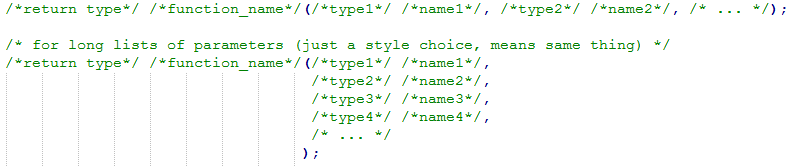 /*return type*/ /*function_name*/(/*type1*/ /*name1*/, /*type2*/ /*name2*/, /* ... */);
/* for long lists of parameters (just a style choice, means same thing) */
/*return type*/ /*function_name*/(/*type1*/ /*name1*/,
/*type2*/ /*name2*/,
/*type3*/ /*name3*/,
/*type4*/ /*name4*/,
/* ... */
);